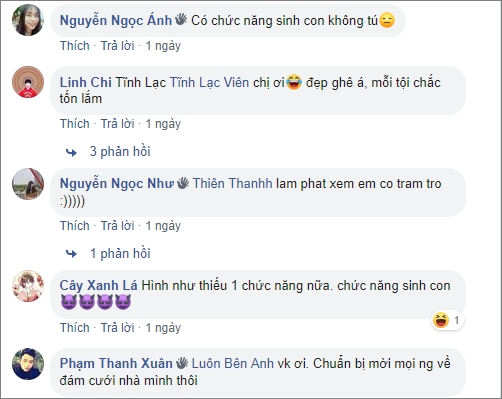 Nguyễn Ngọc Ánh Có chức năng sinh con không tú
Thích · Trả lời · 1 ngày
Linh Chi Tĩnh Lạc Tĩnh Lạc Viên chị ơi đẹp ghê á, mỗi tội chắc
tốn lắm
Thích · Trả lời · 1 ngày
3 phản hồi
Nguyễn Ngọc Như Thiên Thanhh lam phat xem em co tram tro
:)))))
Thích · Trả lời · 1 ngày
1 phản hồi
Cây Xanh Lá Hình như thiếu 1 chức năng nữa. chức năng sinh con
1
Thích · Trả lời · 1 ngày
Phạm Thanh Xuân Luôn Bên Anh vk ơi. Chuẩn bị mời mọi ng về
đám cưới nhà mình thôi